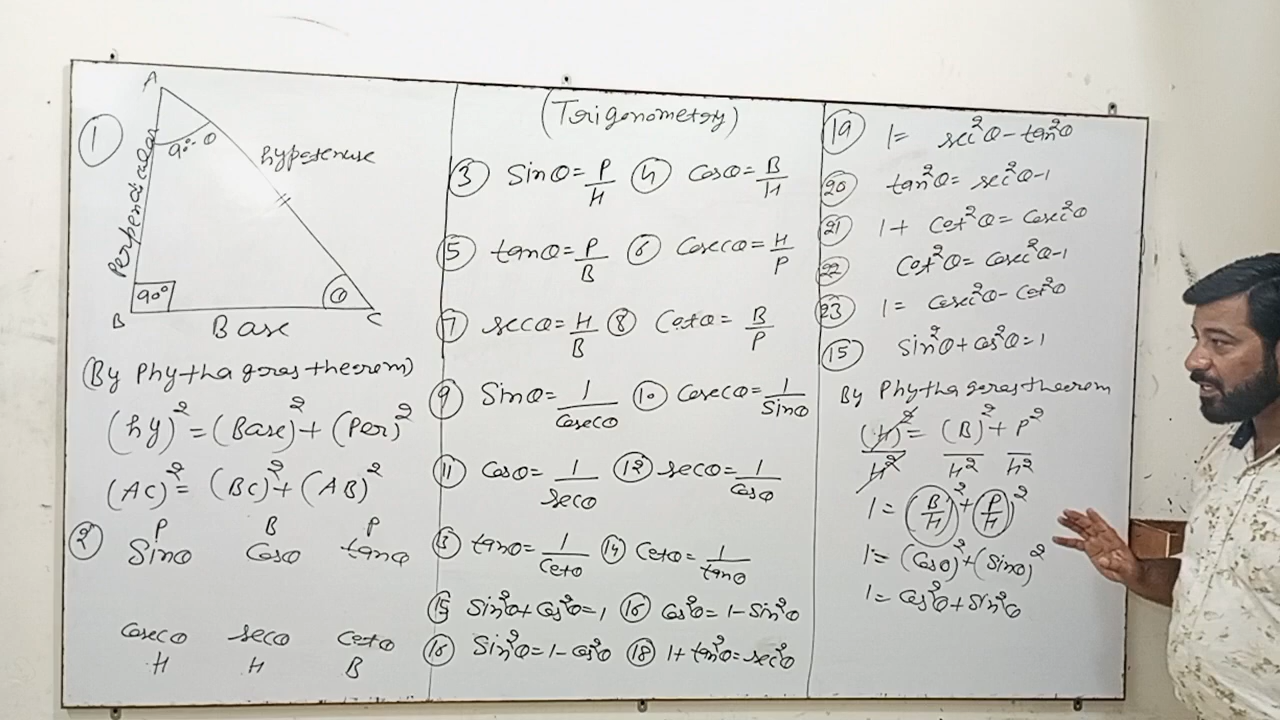 A
①
90°-θ
hypotenuse
Perpendicular
90°
θ
B
C
Base
(By Phythagoras theorem)
(hy)² = (Base)² + (Per)²
(AC)² = (BC)² + (AB)²
② P B P
Sinθ Cosθ tanθ
Cosecθ secθ Cotθ
H H B
(Trigonometry)
③ Sinθ = P/H ④ Cosθ = B/H
⑤ tanθ = P/B ⑥ Cosecθ = H/P
⑦ secθ = H/B ⑧ Cotθ = B/P
⑨ Sinθ = 1/Cosecθ ⑩ Cosecθ = 1/Sinθ
⑪ Cosθ = 1/secθ ⑫ secθ = 1/Cosθ
⑬ tanθ = 1/Cotθ ⑭ Cotθ = 1/tanθ
⑮ Sin²θ + Cos²θ = 1 ⑯ Cos²θ = 1 - Sin²θ
⑯ Sin²θ = 1 - Cos²θ ⑱ 1 + tan²θ = sec²θ
⑲ 1 = sec²θ - tan²θ
⑳ tan²θ = sec²θ - 1
㉑ 1 + Cot²θ = Cosec²θ
㉒ Cot²θ = Cosec²θ - 1
㉓ 1 = Cosec²θ - Cot²θ
⑮ Sin²θ + Cos²θ = 1
By Phythagoras theorem
(H)²/H² = (B)²/H² + P²/H²
1 = (B/H)² + (P/H)²
1 = (Cosθ)² + (Sinθ)²
1 = Cos²θ + Sin²θ